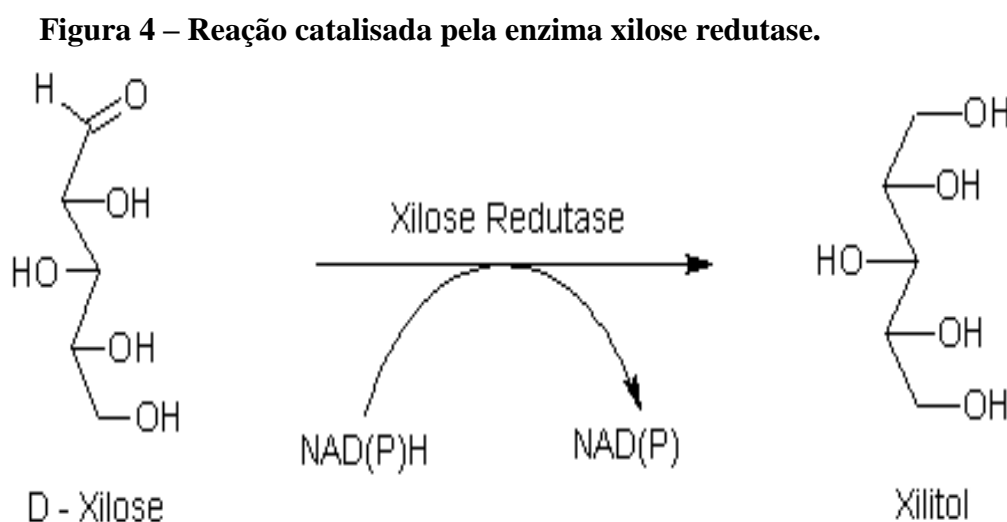 Figura 4 – Reação catalisada pela enzima xilose redutase.
H O
OH
HO
OH
OH
D - Xilose
Xilose Redutase
NAD(P)H NAD(P)
OH
OH
HO
OH
OH
Xilitol